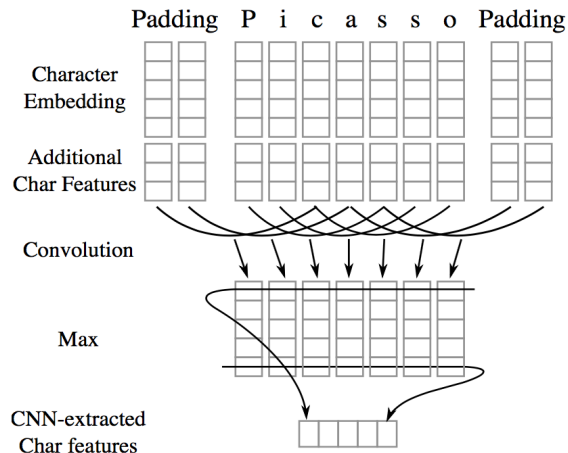 Padding P i c a s s o Padding
Character
Embedding
Additional
Char Features
Convolution
Max
CNN-extracted
Char features